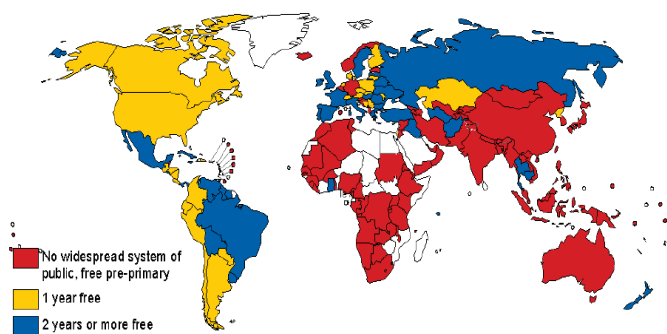 No widespread system of
public, free pre-primary
1 year free
2 years or more free